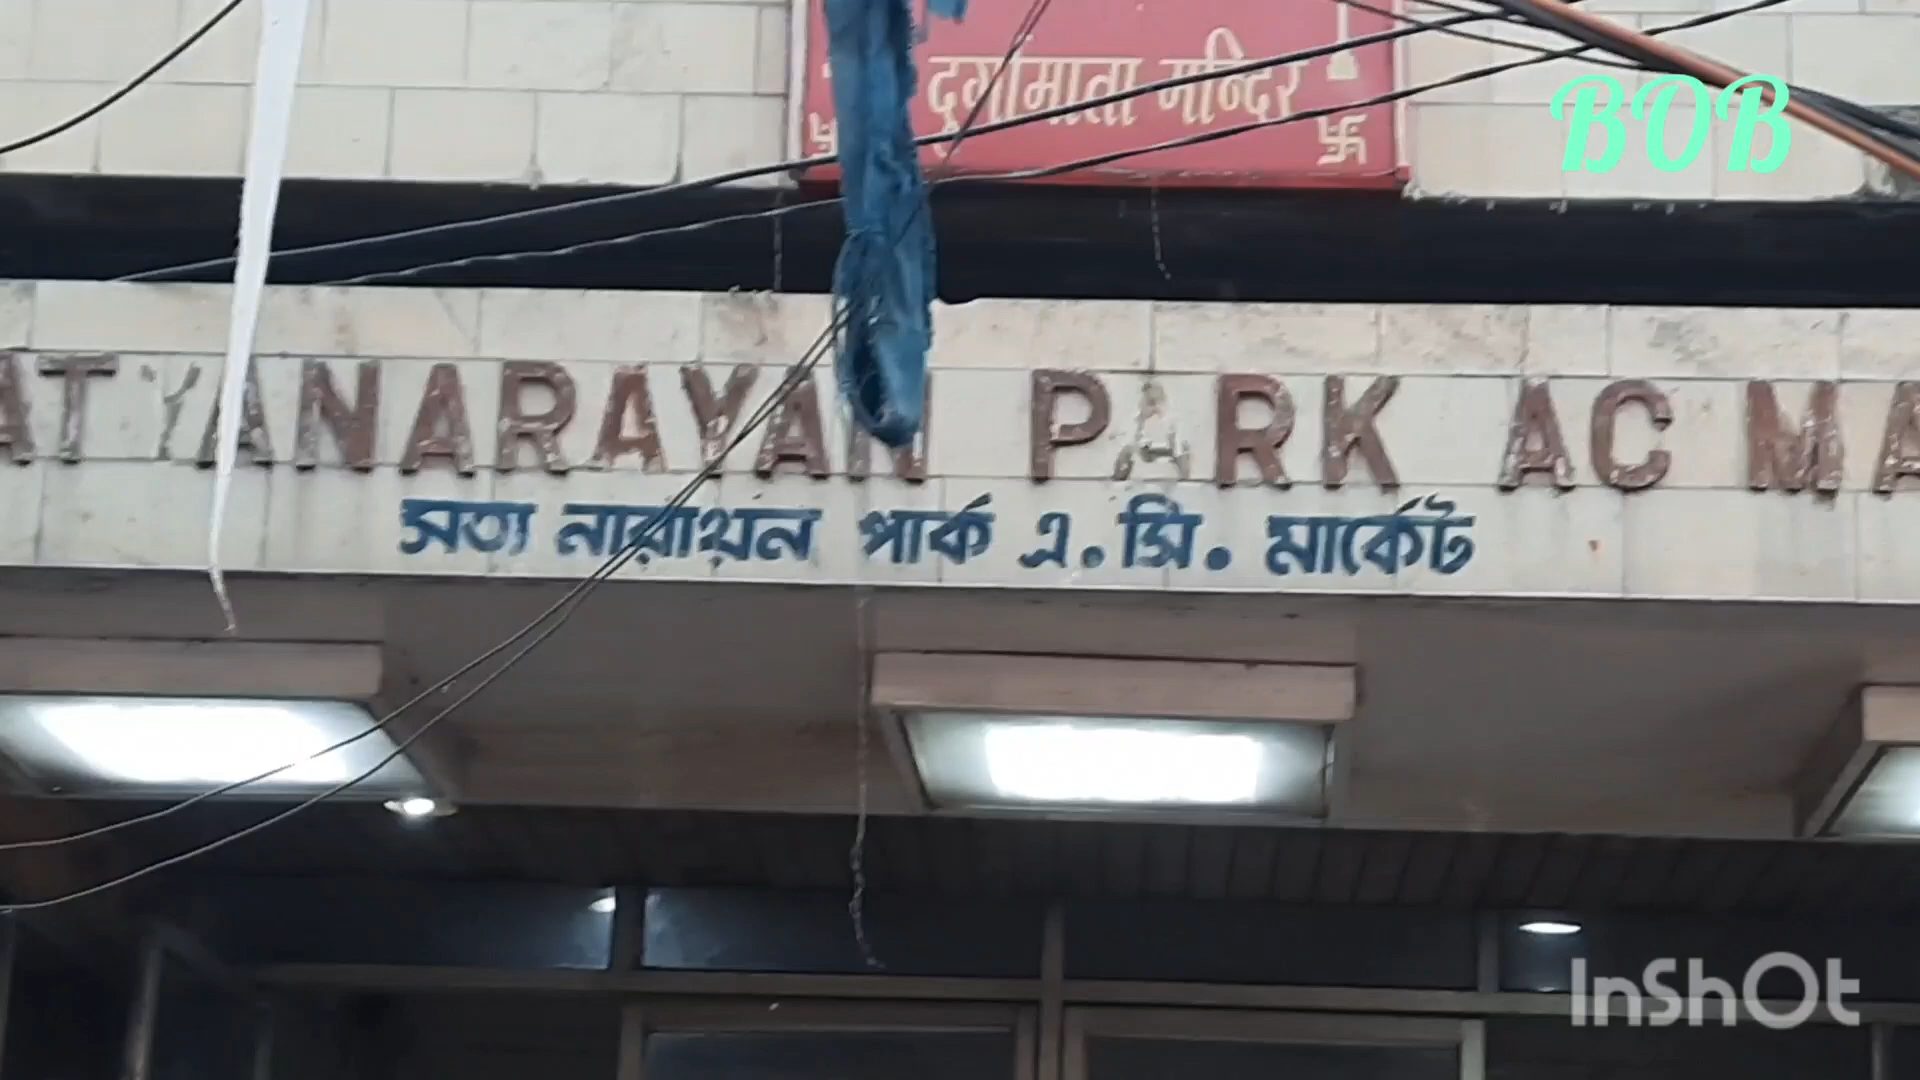 दुर्गामाता मन्दिर
BOB
ATYANARAYAN PARK AC MA
সত্য নারায়ন পার্ক এ. সি. মার্কেট
InShOt